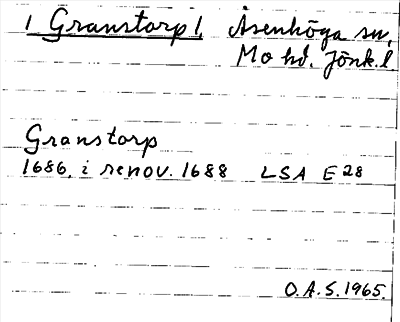 1 Granstorp 1, Åsenhöga sn,
Mo hd. Jönk.l.
Granstorp
1686, i renov. 1688 LSA E 28
O.A.S. 1965.